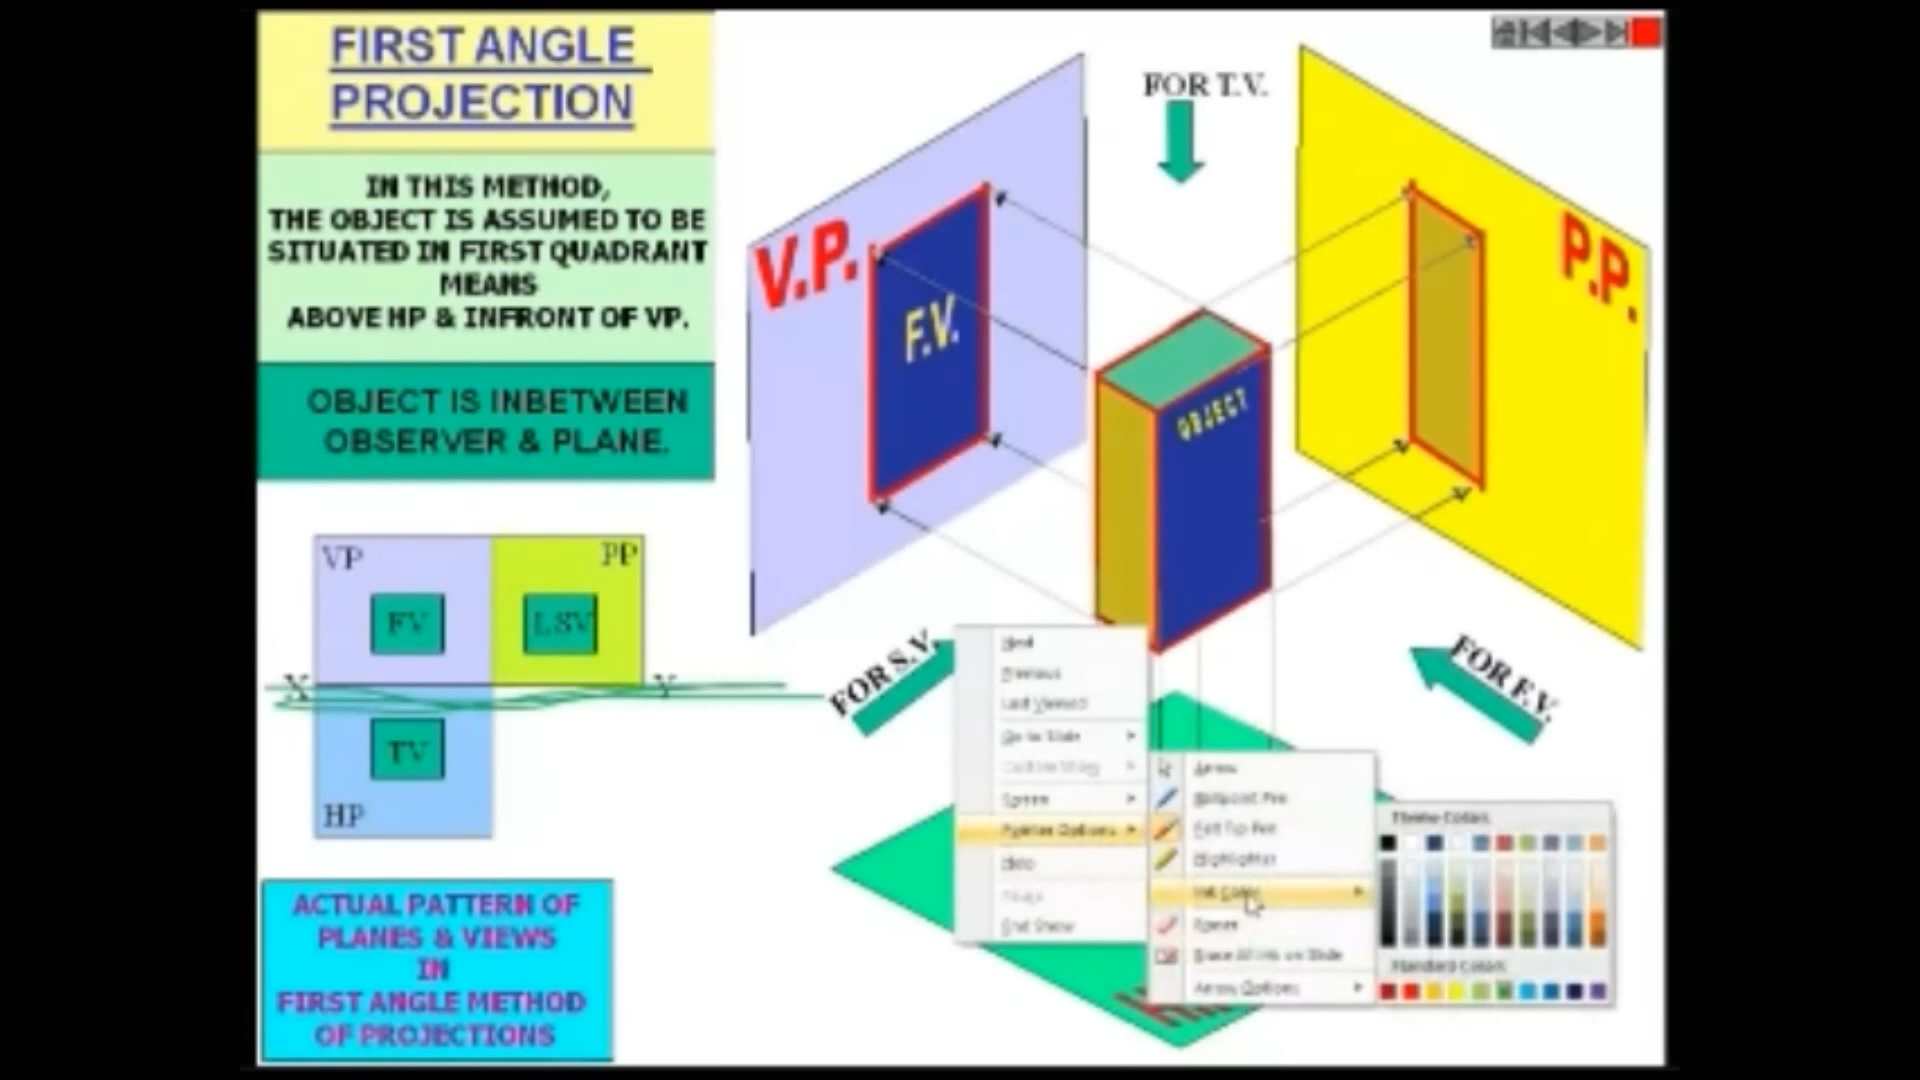 FIRST ANGLE
PROJECTION
IN THIS METHOD,
THE OBJECT IS ASSUMED TO BE
SITUATED IN FIRST QUADRANT
MEANS
ABOVE HP & INFRONT OF VP.
OBJECT IS INBETWEEN
OBSERVER & PLANE.
VP
PP
FV
LSV
X
Y
TV
HP
ACTUAL PATTERN OF
PLANES & VIEWS
IN
FIRST ANGLE METHOD
OF PROJECTIONS
FOR T.V.
V.P.
F.V.
P.P.
OBJECT
FOR S.V.
FOR F.V.
Next
Previous
Last Viewed
Go to Slide
Screen
Pointer Options
Help
End Show
Arrow
Ballpoint Pen
Felt Tip Pen
Highlighter
Ink Color
Eraser
Erase All Ink on Slide
Arrow Options
Theme Colors
Standard Colors